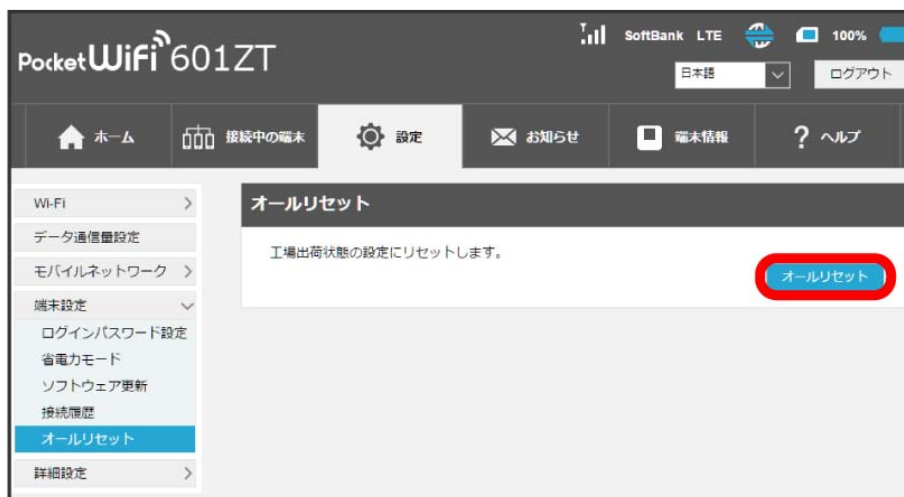 SoftBank LTE 100%
Pocket WiFi 601ZT
日本語 ログアウト
ホーム 接続中の端末 設定 お知らせ 端末情報 ? ヘルプ
Wi-Fi
オールリセット
データ通信量設定
工場出荷状態の設定にリセットします。
モバイルネットワーク
オールリセット
端末設定
ログインパスワード設定
省電力モード
ソフトウェア更新
接続履歴
オールリセット
詳細設定